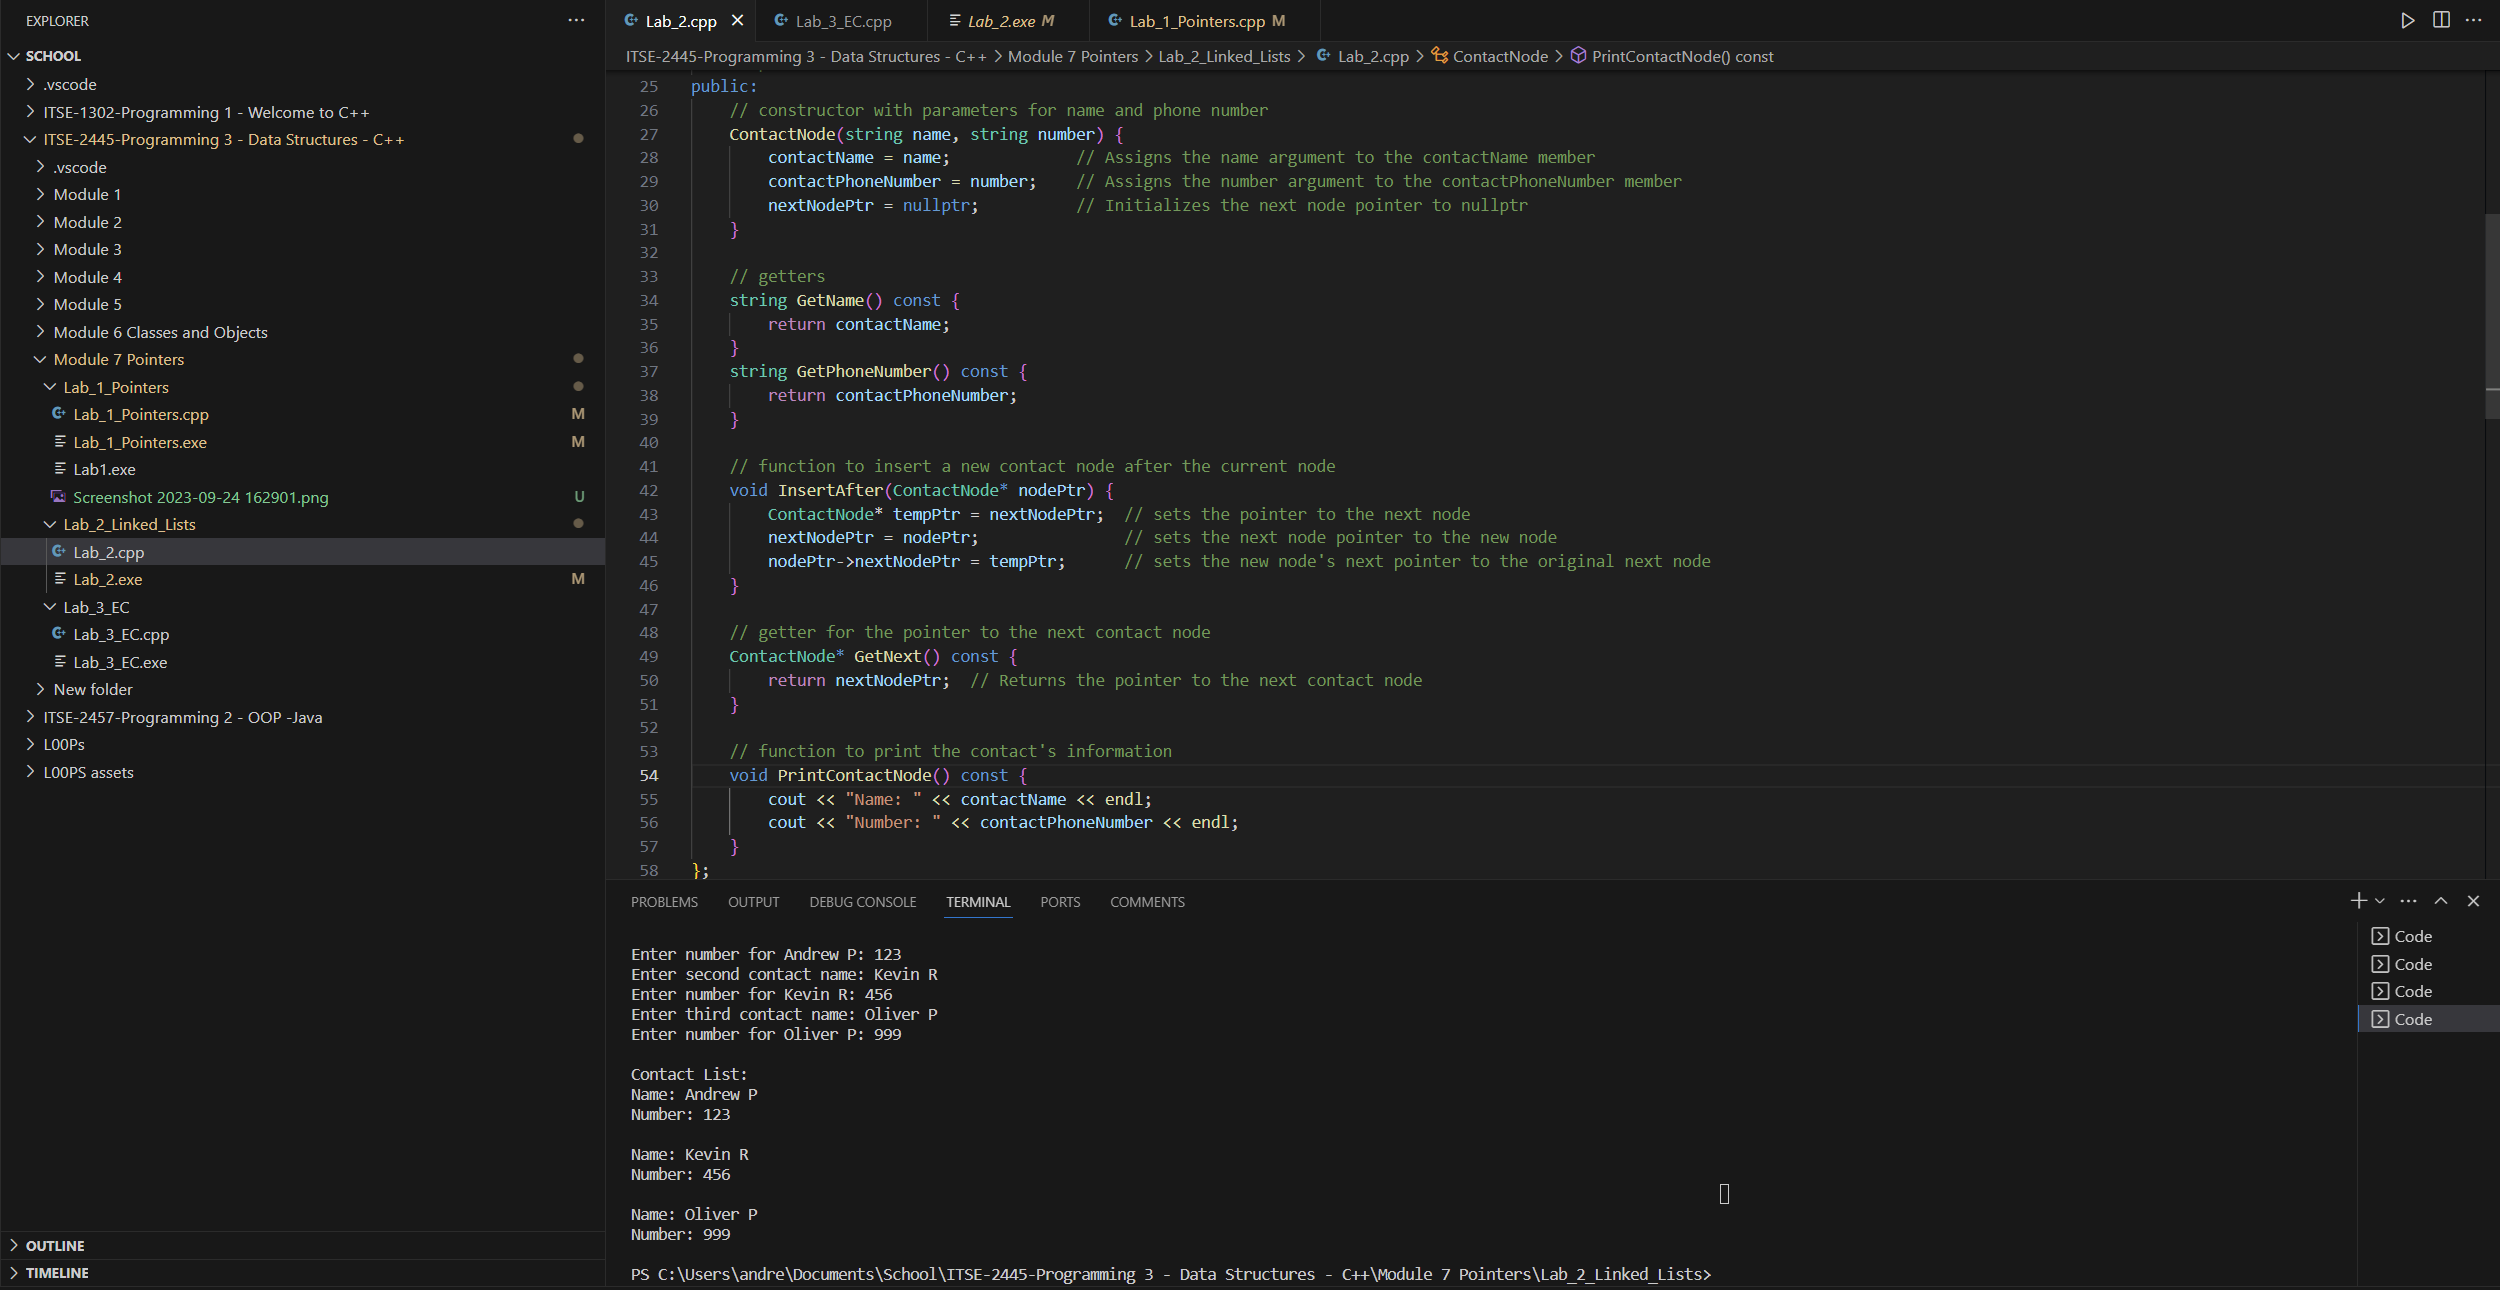 EXPLORER
SCHOOL
.vscode
ITSE-1302-Programming 1 - Welcome to C++
ITSE-2445-Programming 3 - Data Structures - C++
.vscode
Module 1
Module 2
Module 3
Module 4
Module 5
Module 6 Classes and Objects
Module 7 Pointers
Lab_1_Pointers
Lab_1_Pointers.cpp M
Lab_1_Pointers.exe M
Lab1.exe
Screenshot 2023-09-24 162901.png U
Lab_2_Linked_Lists
Lab_2.cpp
Lab_2.exe M
Lab_3_EC
Lab_3_EC.cpp
Lab_3_EC.exe
New folder
ITSE-2457-Programming 2 - OOP -Java
L00Ps
L00PS assets
OUTLINE
TIMELINE
Lab_2.cpp Lab_3_EC.cpp Lab_2.exe M Lab_1_Pointers.cpp M
ITSE-2445-Programming 3 - Data Structures - C++ > Module 7 Pointers > Lab_2_Linked_Lists > Lab_2.cpp > ContactNode > PrintContactNode() const
25 public:
26 // constructor with parameters for name and phone number
27 ContactNode(string name, string number) {
28 contactName = name; // Assigns the name argument to the contactName member
29 contactPhoneNumber = number; // Assigns the number argument to the contactPhoneNumber member
30 nextNodePtr = nullptr; // Initializes the next node pointer to nullptr
31 }
32
33 // getters
34 string GetName() const {
35 return contactName;
36 }
37 string GetPhoneNumber() const {
38 return contactPhoneNumber;
39 }
40
41 // function to insert a new contact node after the current node
42 void InsertAfter(ContactNode* nodePtr) {
43 ContactNode* tempPtr = nextNodePtr; // sets the pointer to the next node
44 nextNodePtr = nodePtr; // sets the next node pointer to the new node
45 nodePtr->nextNodePtr = tempPtr; // sets the new node's next pointer to the original next node
46 }
47
48 // getter for the pointer to the next contact node
49 ContactNode* GetNext() const {
50 return nextNodePtr; // Returns the pointer to the next contact node
51 }
52
53 // function to print the contact's information
54 void PrintContactNode() const {
55 cout << "Name: " << contactName << endl;
56 cout << "Number: " << contactPhoneNumber << endl;
57 }
58 };
PROBLEMS OUTPUT DEBUG CONSOLE TERMINAL PORTS COMMENTS
Enter number for Andrew P: 123
Enter second contact name: Kevin R
Enter number for Kevin R: 456
Enter third contact name: Oliver P
Enter number for Oliver P: 999
Contact List:
Name: Andrew P
Number: 123
Name: Kevin R
Number: 456
Name: Oliver P
Number: 999
PS C:\Users\andre\Documents\School\ITSE-2445-Programming 3 - Data Structures - C++\Module 7 Pointers\Lab_2_Linked_Lists>
Code
Code
Code
Code